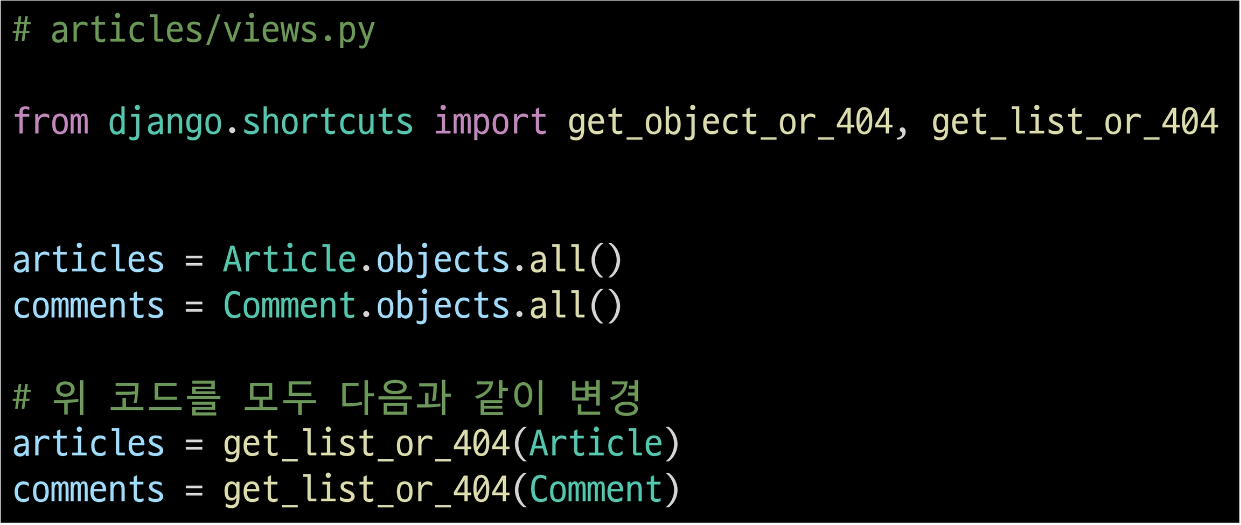 # articles/views.py
from django.shortcuts import get_object_or_404, get_list_or_404
articles = Article.objects.all()
comments = Comment.objects.all()
# 위 코드를 모두 다음과 같이 변경
articles = get_list_or_404(Article)
comments = get_list_or_404(Comment)